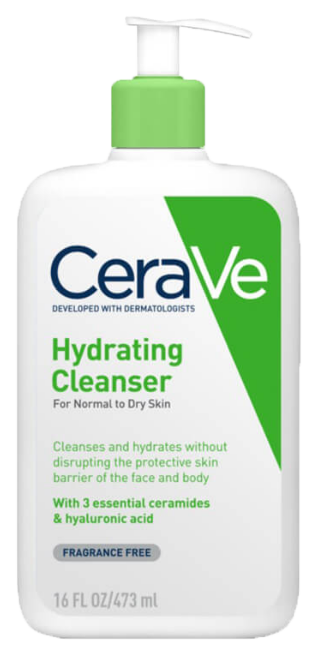 CeraVe
DEVELOPED WITH DERMATOLOGISTS
Hydrating
Cleanser
For Normal to Dry Skin
Cleanses and hydrates without
disrupting the protective skin
barrier of the face and body
With 3 essential ceramides
& hyaluronic acid
FRAGRANCE FREE
16 FL OZ/473 ml